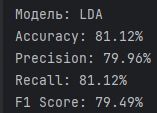 Модель: LDA
Accuracy: 81.12%
Precision: 79.96%
Recall: 81.12%
F1 Score: 79.49%